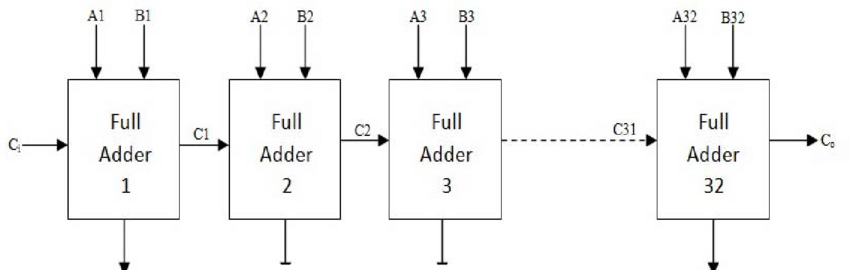 A1 B1 A2 B2 A3 B3 A32 B32
Ci Full Adder 1 C1 Full Adder 2 C2 Full Adder 3 C31 Full Adder 32 Co